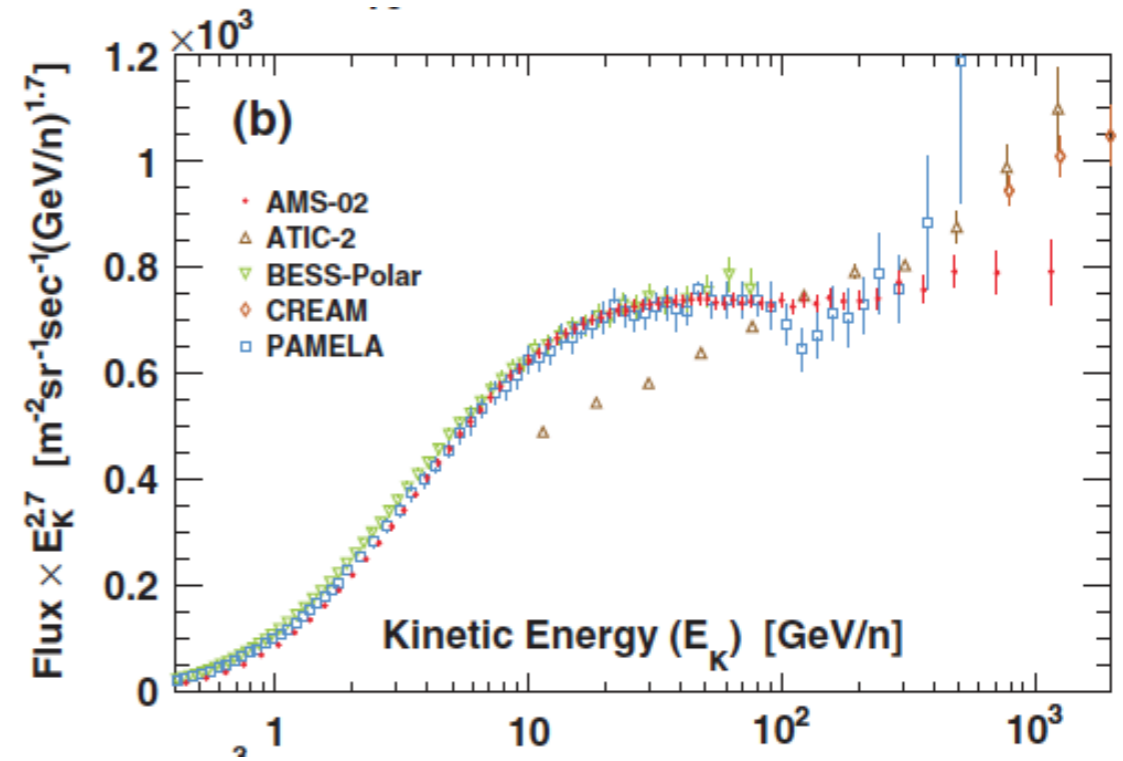 ×10³
1.2
(b)
1
AMS-02
ATIC-2
0.8
BESS-Polar
CREAM
PAMELA
0.6
0.4
0.2
Kinetic Energy (E_K) [GeV/n]
0
1 10 10² 10³
3
Flux × E_K^2.7 [m⁻²sr⁻¹sec⁻¹(GeV/n)^1.7]